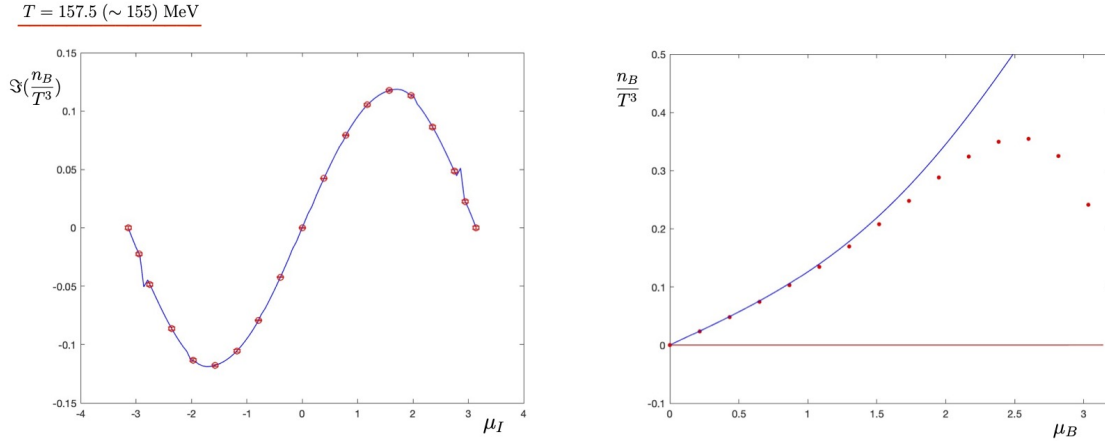 T = 157.5 (∼ 155) MeV
ℑ(n_B/T^3)
0.15
0.1
0.05
0
-0.05
-0.1
-0.15
-4 -3 -2 -1 0 1 2 3 4
μ_I
n_B/T^3
0.5
0.4
0.3
0.2
0.1
0
-0.1
0 0.5 1 1.5 2 2.5 3
μ_B